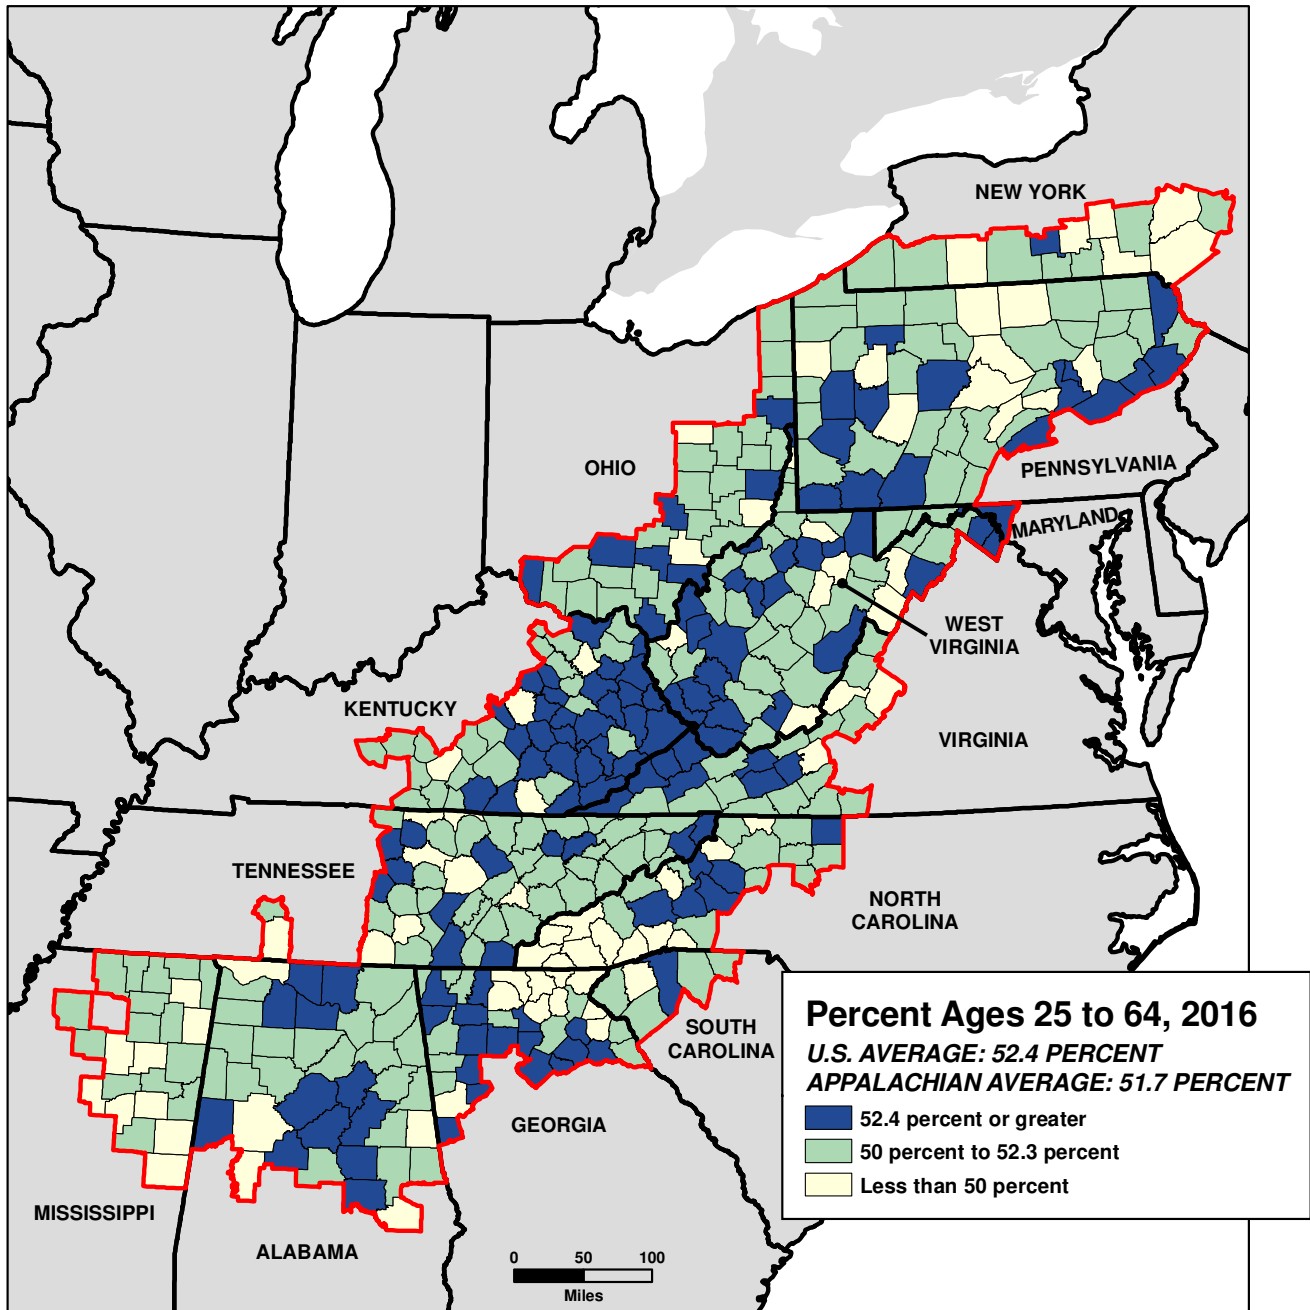 NEW YORK
OHIO
PENNSYLVANIA
MARYLAND
WEST
VIRGINIA
KENTUCKY
VIRGINIA
TENNESSEE
NORTH
CAROLINA
SOUTH
CAROLINA
GEORGIA
MISSISSIPPI
ALABAMA
Percent Ages 25 to 64, 2016
U.S. AVERAGE: 52.4 PERCENT
APPALACHIAN AVERAGE: 51.7 PERCENT
52.4 percent or greater
50 percent to 52.3 percent
Less than 50 percent
0 50 100
Miles